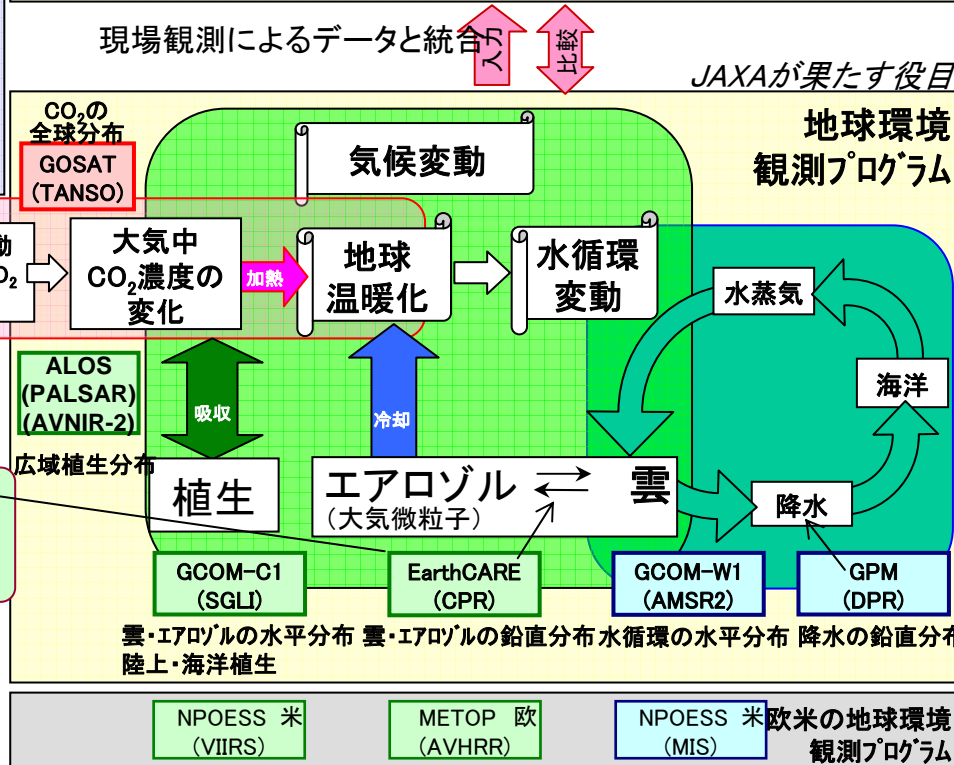 現場観測によるデータと統合
入力
比較
JAXAが果たす役目
地球環境
観測プログラム
CO₂の
全球分布
GOSAT
(TANSO)
気候変動
動
O₂
大気中
CO₂濃度の
変化
加熱
地球
温暖化
水循環
変動
水蒸気
海洋
降水
ALOS
(PALSAR)
(AVNIR-2)
広域植生分布
吸収
冷却
植生
エアロゾル
雲
(大気微粒子)
GCOM-C1
(SGLI)
EarthCARE
(CPR)
GCOM-W1
(AMSR2)
GPM
(DPR)
雲・エアロゾルの水平分布
陸上・海洋植生
雲・エアロゾルの鉛直分布
水循環の水平分布
降水の鉛直分布
NPOESS 米
(VIIRS)
METOP 欧
(AVHRR)
NPOESS 米
(MIS)
欧米の地球環境
観測プログラム